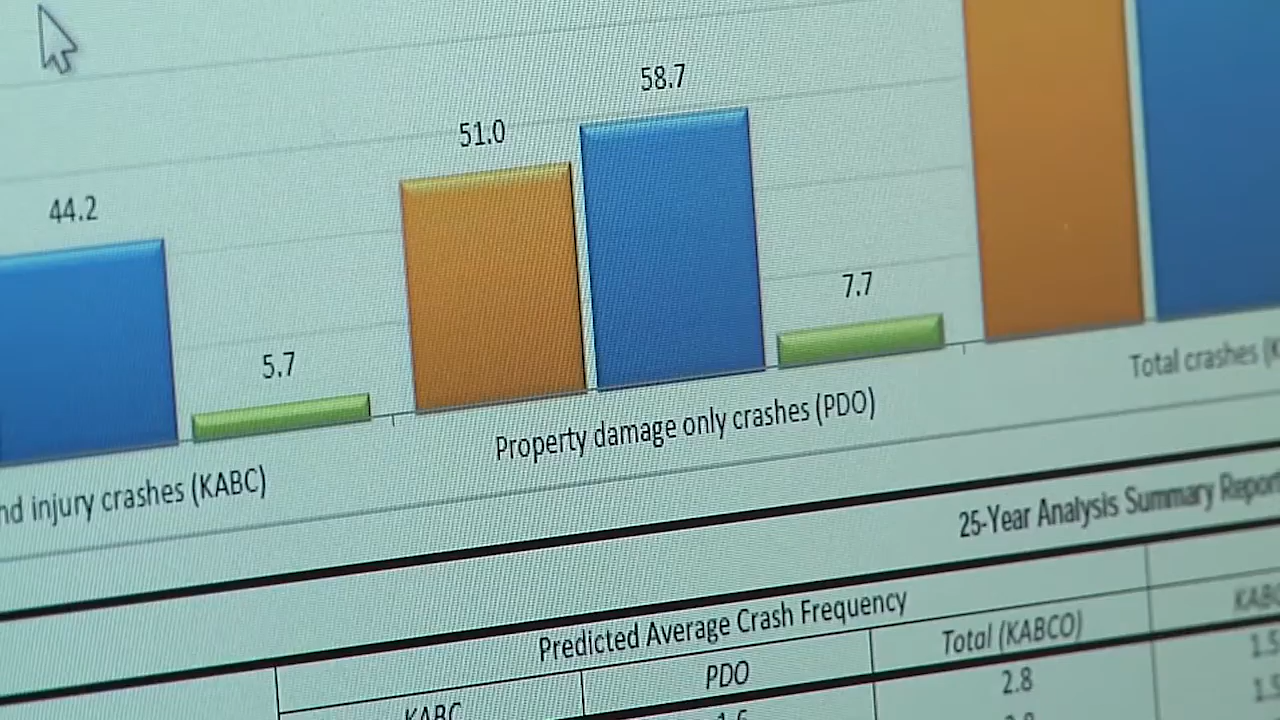 58.7
51.0
44.2
7.7
5.7
Total crashes
Property damage only crashes (PDO)
injury crashes (KABC)
25-Year Analysis Summary
Predicted Average Crash Frequency
Total (KABCO)
PDO
KABC
2.8